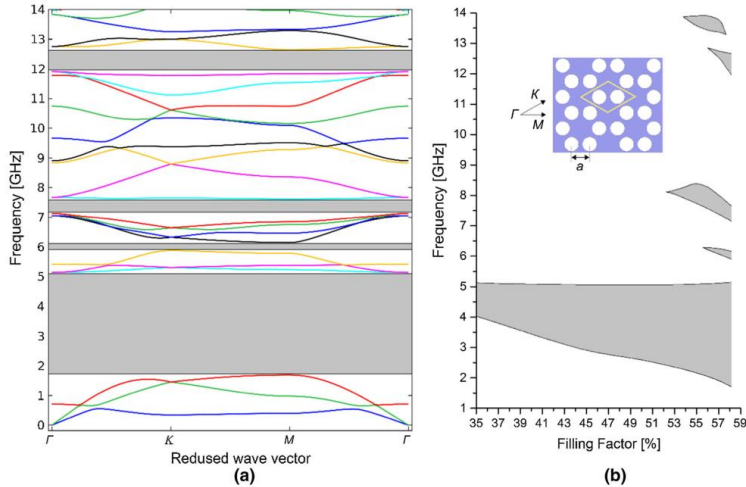 14
13
12
11
10
9
8
7
6
5
4
3
2
1
0
Frequency [GHz]
Γ K M Γ
Redused wave vector
(a)
14
13
12
11
10
9
8
7
6
5
4
3
2
1
Frequency [GHz]
K
Γ
M
a
35 37 39 41 43 45 47 49 51 53 55 57 59
Filling Factor [%]
(b)